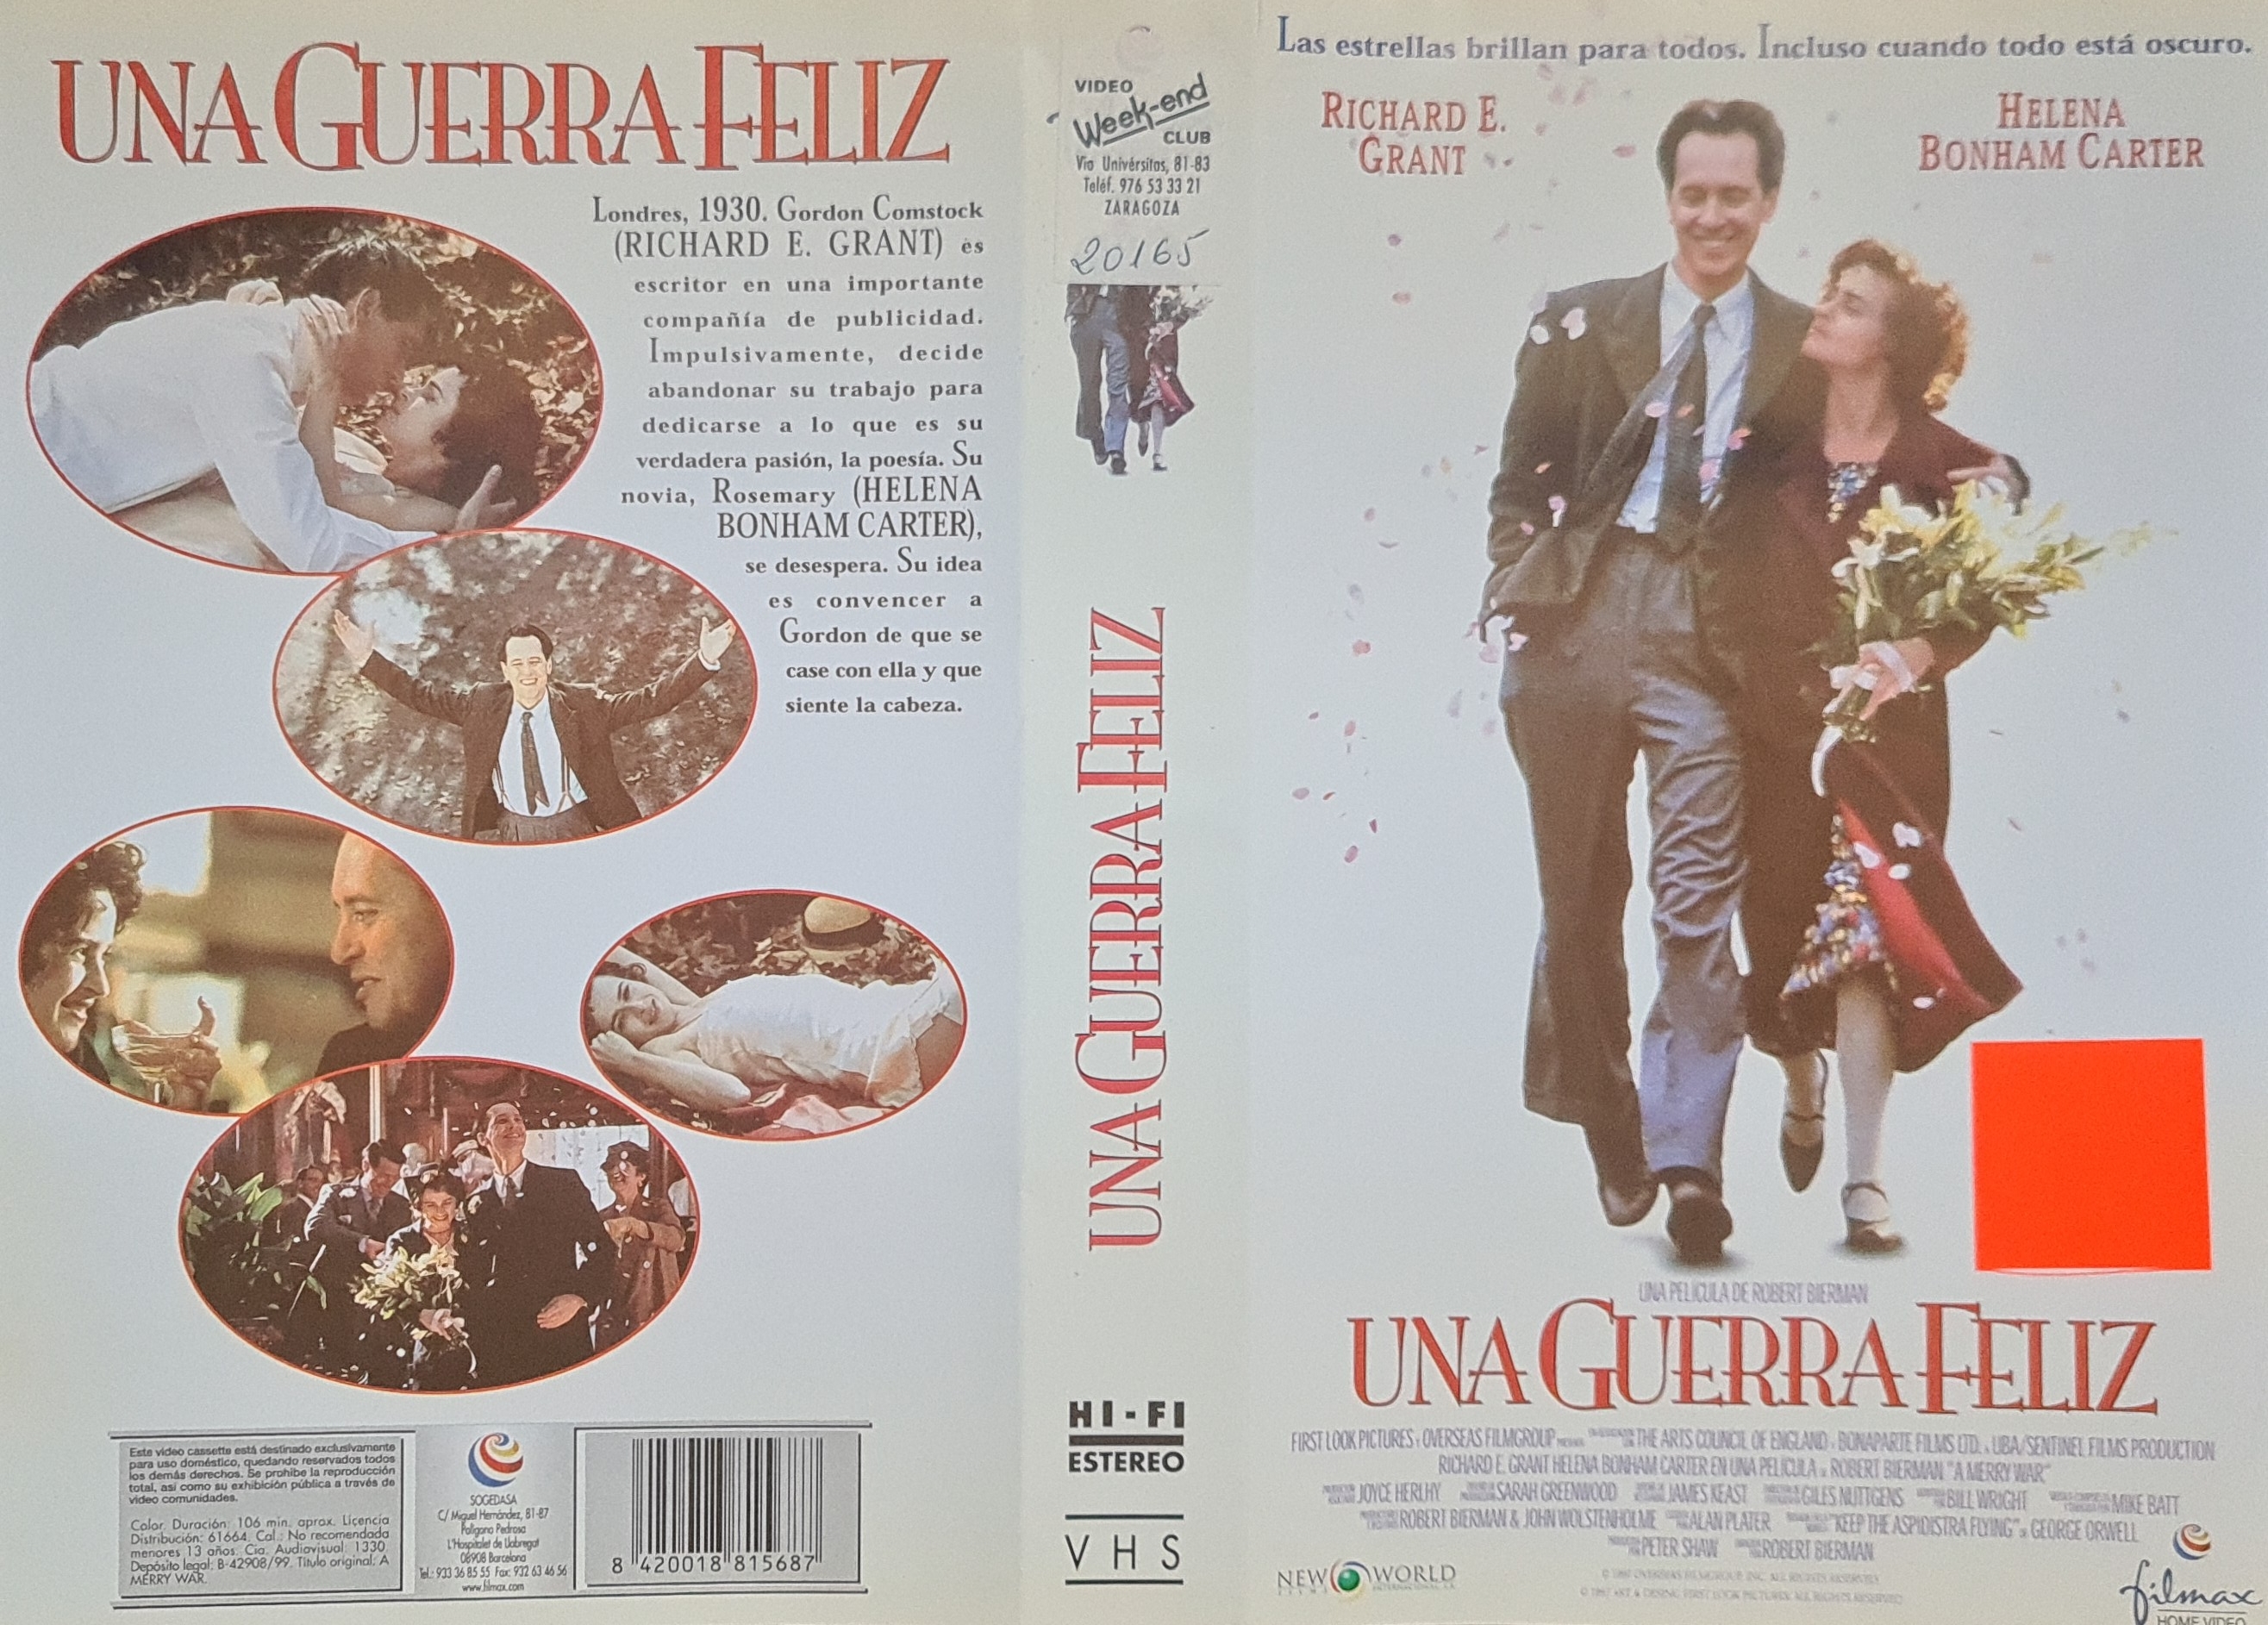 UNA GUERRA FELIZ
Londres, 1930. Gordon Comstock
(RICHARD E. GRANT) es
escritor en una importante
compañía de publicidad.
Impulsivamente, decide
abandonar su trabajo para
dedicarse a lo que es su
verdadera pasión, la poesía. Su
novia, Rosemary (HELENA
BONHAM CARTER),
se desespera. Su idea
es convencer a
Gordon de que se
case con ella y que
siente la cabeza.
Este video cassette está destinado exclusivamente
para uso doméstico, quedando reservados todos
los demás derechos. Se prohibe la reproducción
total, así como su exhibición pública a través de
video comunidades.
Color. Duración: 106 min. aprox. Licencia
Distribución: 61664. Cal.: No recomendada
menores 13 años. Cia. Audiovisual: 1330.
Depósito legal: B-42908/99. Título original: A
MERRY WAR.
SOGEDASA
C/ Miguel Hernández, 81-87
Polígono Pedrosa
L'Hospitalet de Llobregat
08908 Barcelona
Tel.: 933 36 85 55 Fax: 932 63 46 56
www.filmax.com
8 420018 815687
VIDEO
Week-end
CLUB
Vía Univérsitas, 81-83
Teléf. 976 53 33 21
ZARAGOZA
20165
UNA GUERRA FELIZ
HI-FI
ESTEREO
VHS
Las estrellas brillan para todos. Incluso cuando todo está oscuro.
RICHARD E.
GRANT
HELENA
BONHAM CARTER
UNA PELICULA DE ROBERT BIERMAN
UNA GUERRA FELIZ
FIRST LOOK PICTURES OVERSEAS FILMGROUP THE ARTS COUNCIL OF ENGLAND BONAPARTE FILMS LTD. UBA/SENTINEL FILMS PRODUCTION
RICHARD E. GRANT HELENA BONHAM CARTER EN UNA PELICULA ROBERT BIERMAN "A MERRY WAR"
JOYCE HERLIHY SARAH GREENWOOD JAMES KEAST GILES NUTTGENS BILL WRIGHT MIKE BATT
ROBERT BIERMAN & JOHN WOLSTENHOLME ALAN PLATER "KEEP THE ASPIDISTRA FLYING" GEORGE ORWELL
PETER SHAW ROBERT BIERMAN
NEW WORLD
filmax
HOME VIDEO